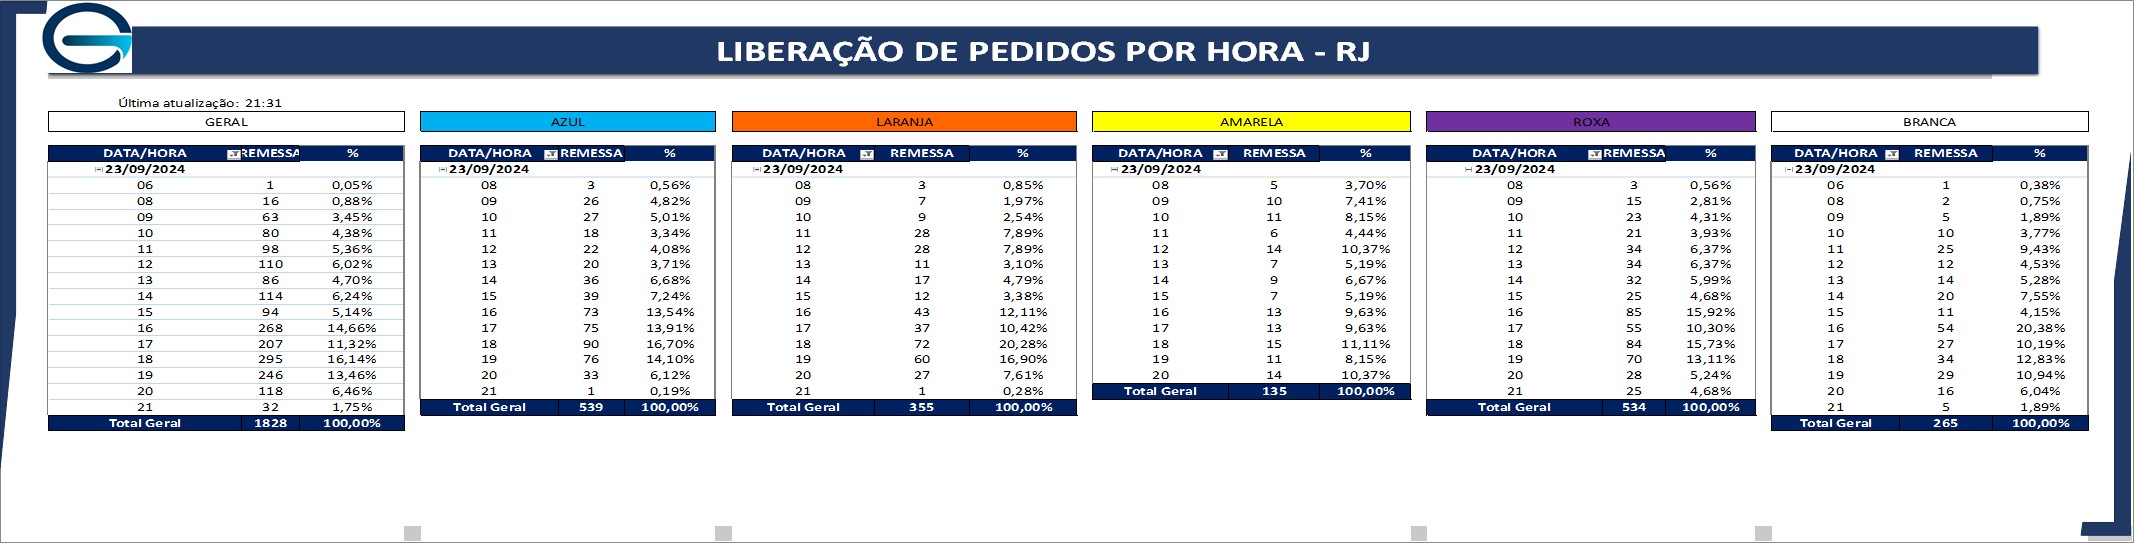 LIBERAÇÃO DE PEDIDOS POR HORA - RJ
Última atualização: 21:31
GERAL
DATA/HORA REMESSA %
23/09/2024
06 1 0,05%
08 16 0,88%
09 63 3,45%
10 80 4,38%
11 98 5,36%
12 110 6,02%
13 86 4,70%
14 114 6,24%
15 94 5,14%
16 268 14,66%
17 207 11,32%
18 295 16,14%
19 246 13,46%
20 118 6,46%
21 32 1,75%
Total Geral 1828 100,00%
AZUL
DATA/HORA REMESSA %
23/09/2024
08 3 0,56%
09 26 4,82%
10 27 5,01%
11 18 3,34%
12 22 4,08%
13 20 3,71%
14 36 6,68%
15 39 7,24%
16 73 13,54%
17 75 13,91%
18 90 16,70%
19 76 14,10%
20 33 6,12%
21 1 0,19%
Total Geral 539 100,00%
LARANJA
DATA/HORA REMESSA %
23/09/2024
08 3 0,85%
09 7 1,97%
10 9 2,54%
11 28 7,89%
12 28 7,89%
13 11 3,10%
14 17 4,79%
15 12 3,38%
16 43 12,11%
17 37 10,42%
18 72 20,28%
19 60 16,90%
20 27 7,61%
21 1 0,28%
Total Geral 355 100,00%
AMARELA
DATA/HORA REMESSA %
23/09/2024
08 5 3,70%
09 10 7,41%
10 11 8,15%
11 6 4,44%
12 14 10,37%
13 7 5,19%
14 9 6,67%
15 7 5,19%
16 13 9,63%
17 13 9,63%
18 15 11,11%
19 11 8,15%
20 14 10,37%
Total Geral 135 100,00%
ROXA
DATA/HORA REMESSA %
23/09/2024
08 3 0,56%
09 15 2,81%
10 23 4,31%
11 21 3,93%
12 34 6,37%
13 34 6,37%
14 32 5,99%
15 25 4,68%
16 85 15,92%
17 55 10,30%
18 84 15,73%
19 70 13,11%
20 28 5,24%
21 25 4,68%
Total Geral 534 100,00%
BRANCA
DATA/HORA REMESSA %
23/09/2024
06 1 0,38%
08 2 0,75%
09 5 1,89%
10 10 3,77%
11 25 9,43%
12 12 4,53%
13 14 5,28%
14 20 7,55%
15 11 4,15%
16 54 20,38%
17 27 10,19%
18 34 12,83%
19 29 10,94%
20 16 6,04%
21 5 1,89%
Total Geral 265 100,00%